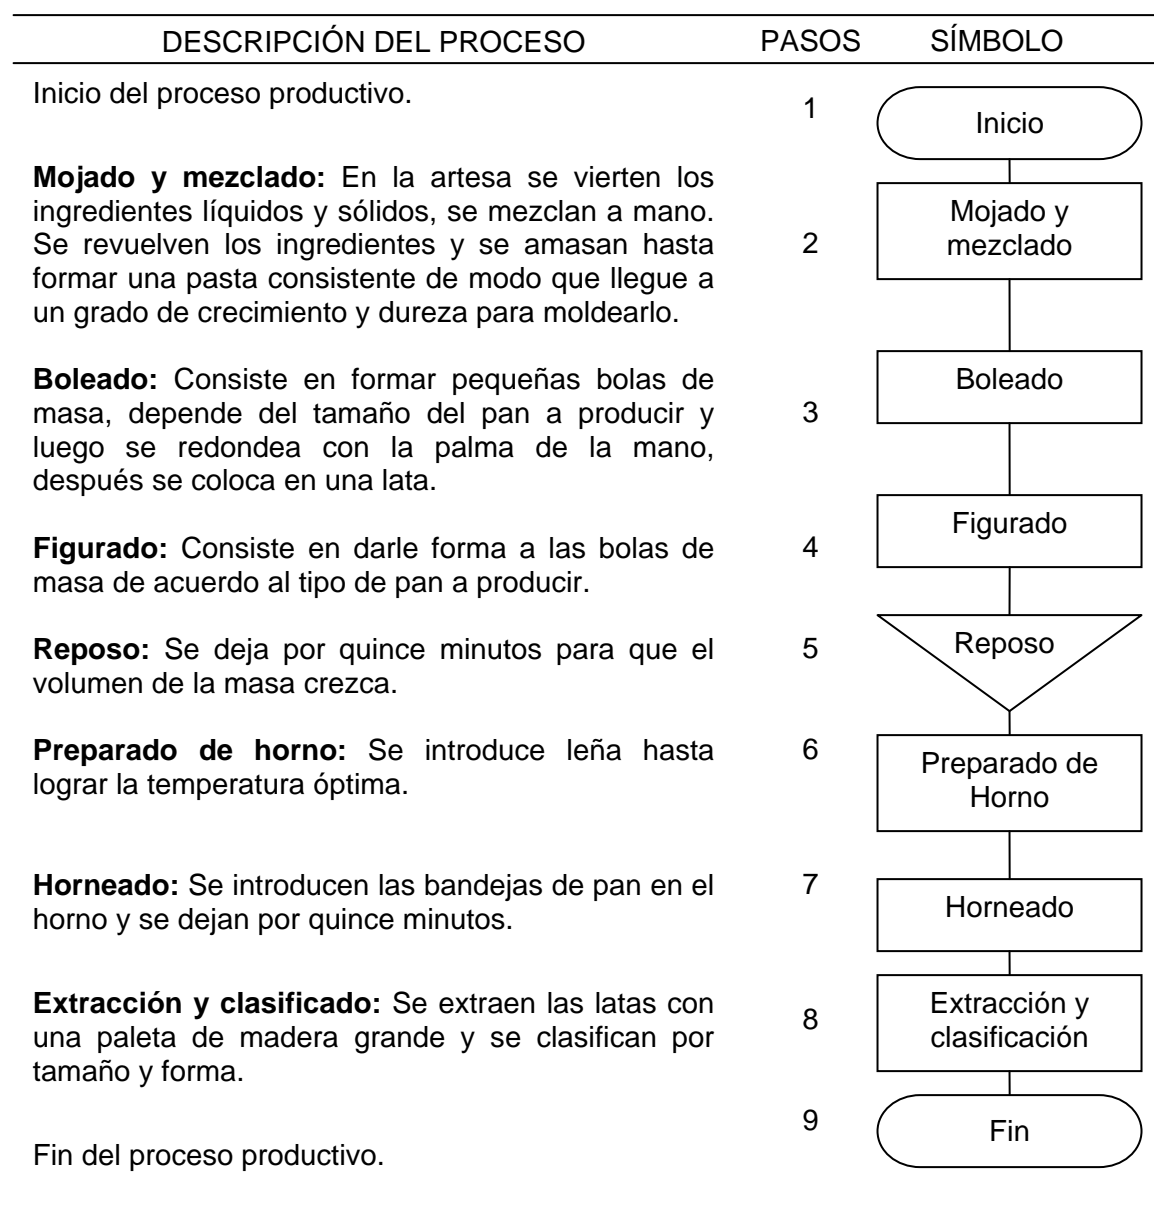 DESCRIPCIÓN DEL PROCESO PASOS SÍMBOLO
Inicio del proceso productivo.
1
Inicio
Mojado y mezclado: En la artesa se vierten los
ingredientes líquidos y sólidos, se mezclan a mano.
Se revuelven los ingredientes y se amasan hasta
formar una pasta consistente de modo que llegue a
un grado de crecimiento y dureza para moldearlo.
2
Mojado y
mezclado
Boleado: Consiste en formar pequeñas bolas de
masa, depende del tamaño del pan a producir y
luego se redondea con la palma de la mano,
después se coloca en una lata.
3
Boleado
Figurado: Consiste en darle forma a las bolas de
masa de acuerdo al tipo de pan a producir.
4
Figurado
Reposo: Se deja por quince minutos para que el
volumen de la masa crezca.
5
Reposo
Preparado de horno: Se introduce leña hasta
lograr la temperatura óptima.
6
Preparado de
Horno
Horneado: Se introducen las bandejas de pan en el
horno y se dejan por quince minutos.
7
Horneado
Extracción y clasificado: Se extraen las latas con
una paleta de madera grande y se clasifican por
tamaño y forma.
8
Extracción y
clasificación
Fin del proceso productivo.
9
Fin